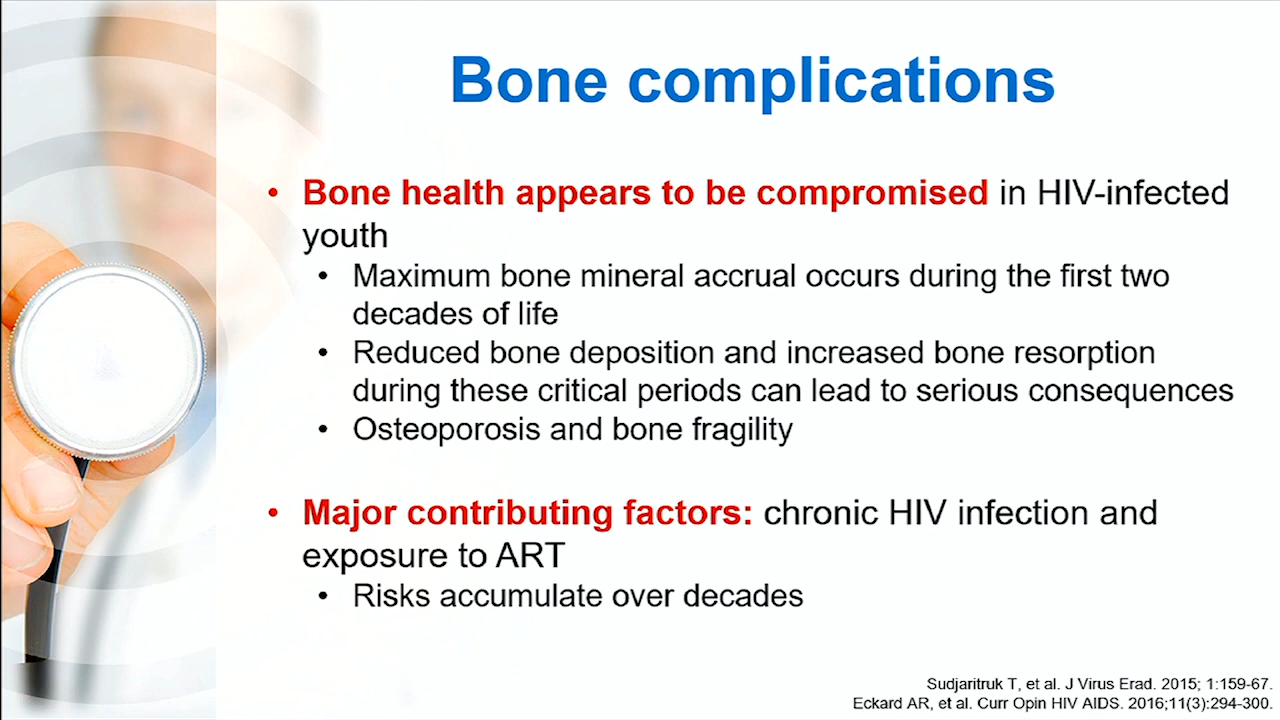 Bone complications
• Bone health appears to be compromised in HIV-infected
youth
• Maximum bone mineral accrual occurs during the first two
decades of life
• Reduced bone deposition and increased bone resorption
during these critical periods can lead to serious consequences
• Osteoporosis and bone fragility
• Major contributing factors: chronic HIV infection and
exposure to ART
• Risks accumulate over decades
Sudjaritruk T, et al. J Virus Erad. 2015; 1:159-67.
Eckard AR, et al. Curr Opin HIV AIDS. 2016;11(3):294-300.